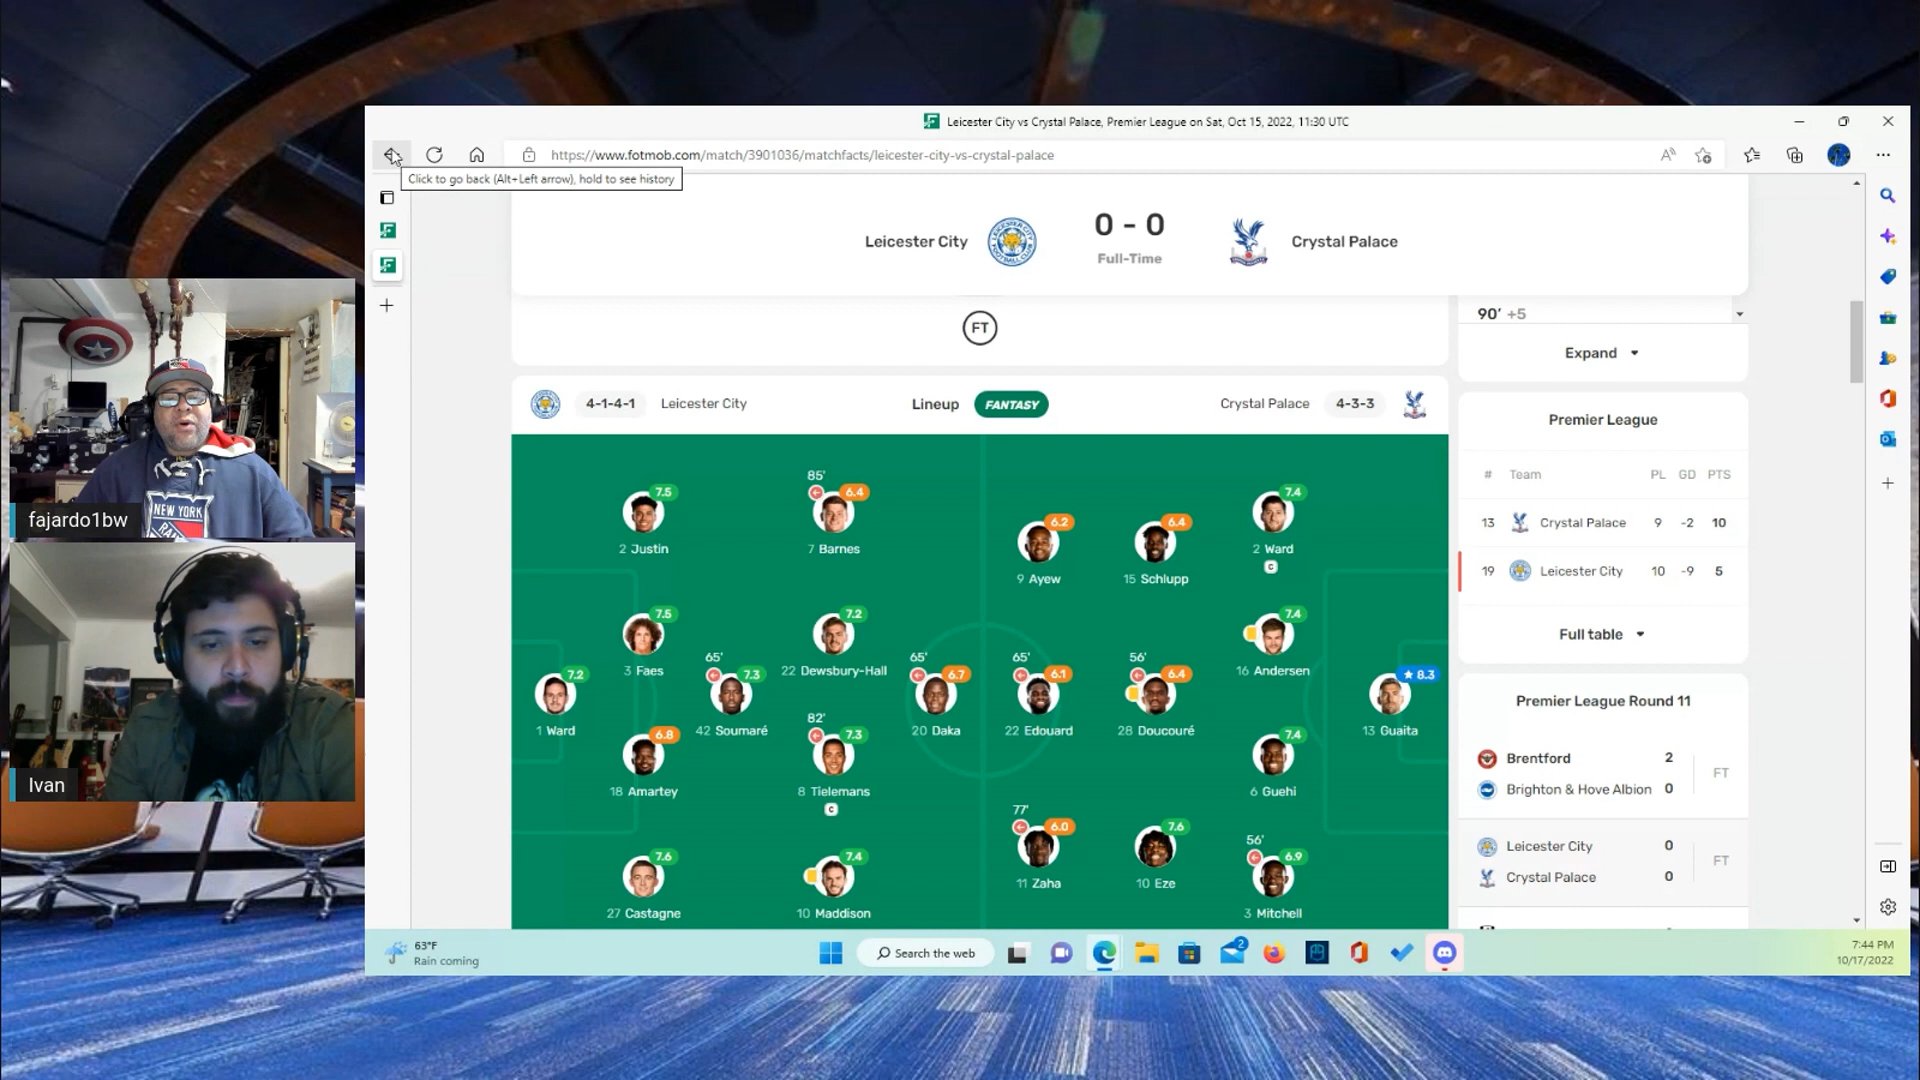 Leicester City vs Crystal Palace, Premier League on Sat, Oct 15, 2022, 11:30 UTC
https://www.fotmob.com/match/3901036/matchfacts/leicester-city-vs-crystal-palace
Click to go back (Alt+Left arrow), hold to see history
Leicester City
0 - 0
Full-Time
Crystal Palace
FT
90' +5
Expand
4-1-4-1 Leicester City
Lineup FANTASY
Crystal Palace 4-3-3
7.5
2 Justin
85'
6.4
7 Barnes
7.5
3 Faes
7.2
22 Dewsbury-Hall
7.2
1 Ward
65'
7.3
42 Soumaré
65'
6.7
20 Daka
6.8
18 Amartey
82'
7.3
8 Tielemans
C
7.6
27 Castagne
7.4
10 Maddison
6.2
9 Ayew
6.4
15 Schlupp
7.4
2 Ward
C
7.4
16 Andersen
65'
6.1
22 Edouard
56'
6.4
28 Doucouré
8.3
13 Guaita
7.4
6 Guehi
77'
6.0
11 Zaha
7.6
10 Eze
56'
6.9
3 Mitchell
Premier League
# Team PL GD PTS
13 Crystal Palace 9 -2 10
19 Leicester City 10 -9 5
Full table
Premier League Round 11
Brentford 2
Brighton & Hove Albion 0
FT
Leicester City 0
Crystal Palace 0
FT
fajardo1bw
NEW YORK
Ivan
63°F
Rain coming
Search the web
2
7:44 PM
10/17/2022